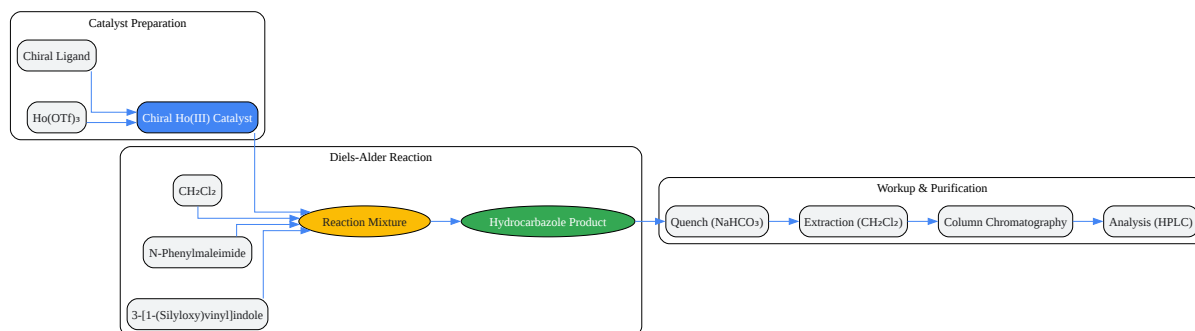 Catalyst Preparation
Chiral Ligand
Ho(OTf)₃
Chiral Ho(III) Catalyst
Diels-Alder Reaction
CH₂Cl₂
N-Phenylmaleimide
3-[1-(Silyloxy)vinyl]indole
Reaction Mixture
Hydrocarbazole Product
Workup & Purification
Quench (NaHCO₃)
Extraction (CH₂Cl₂)
Column Chromatography
Analysis (HPLC)